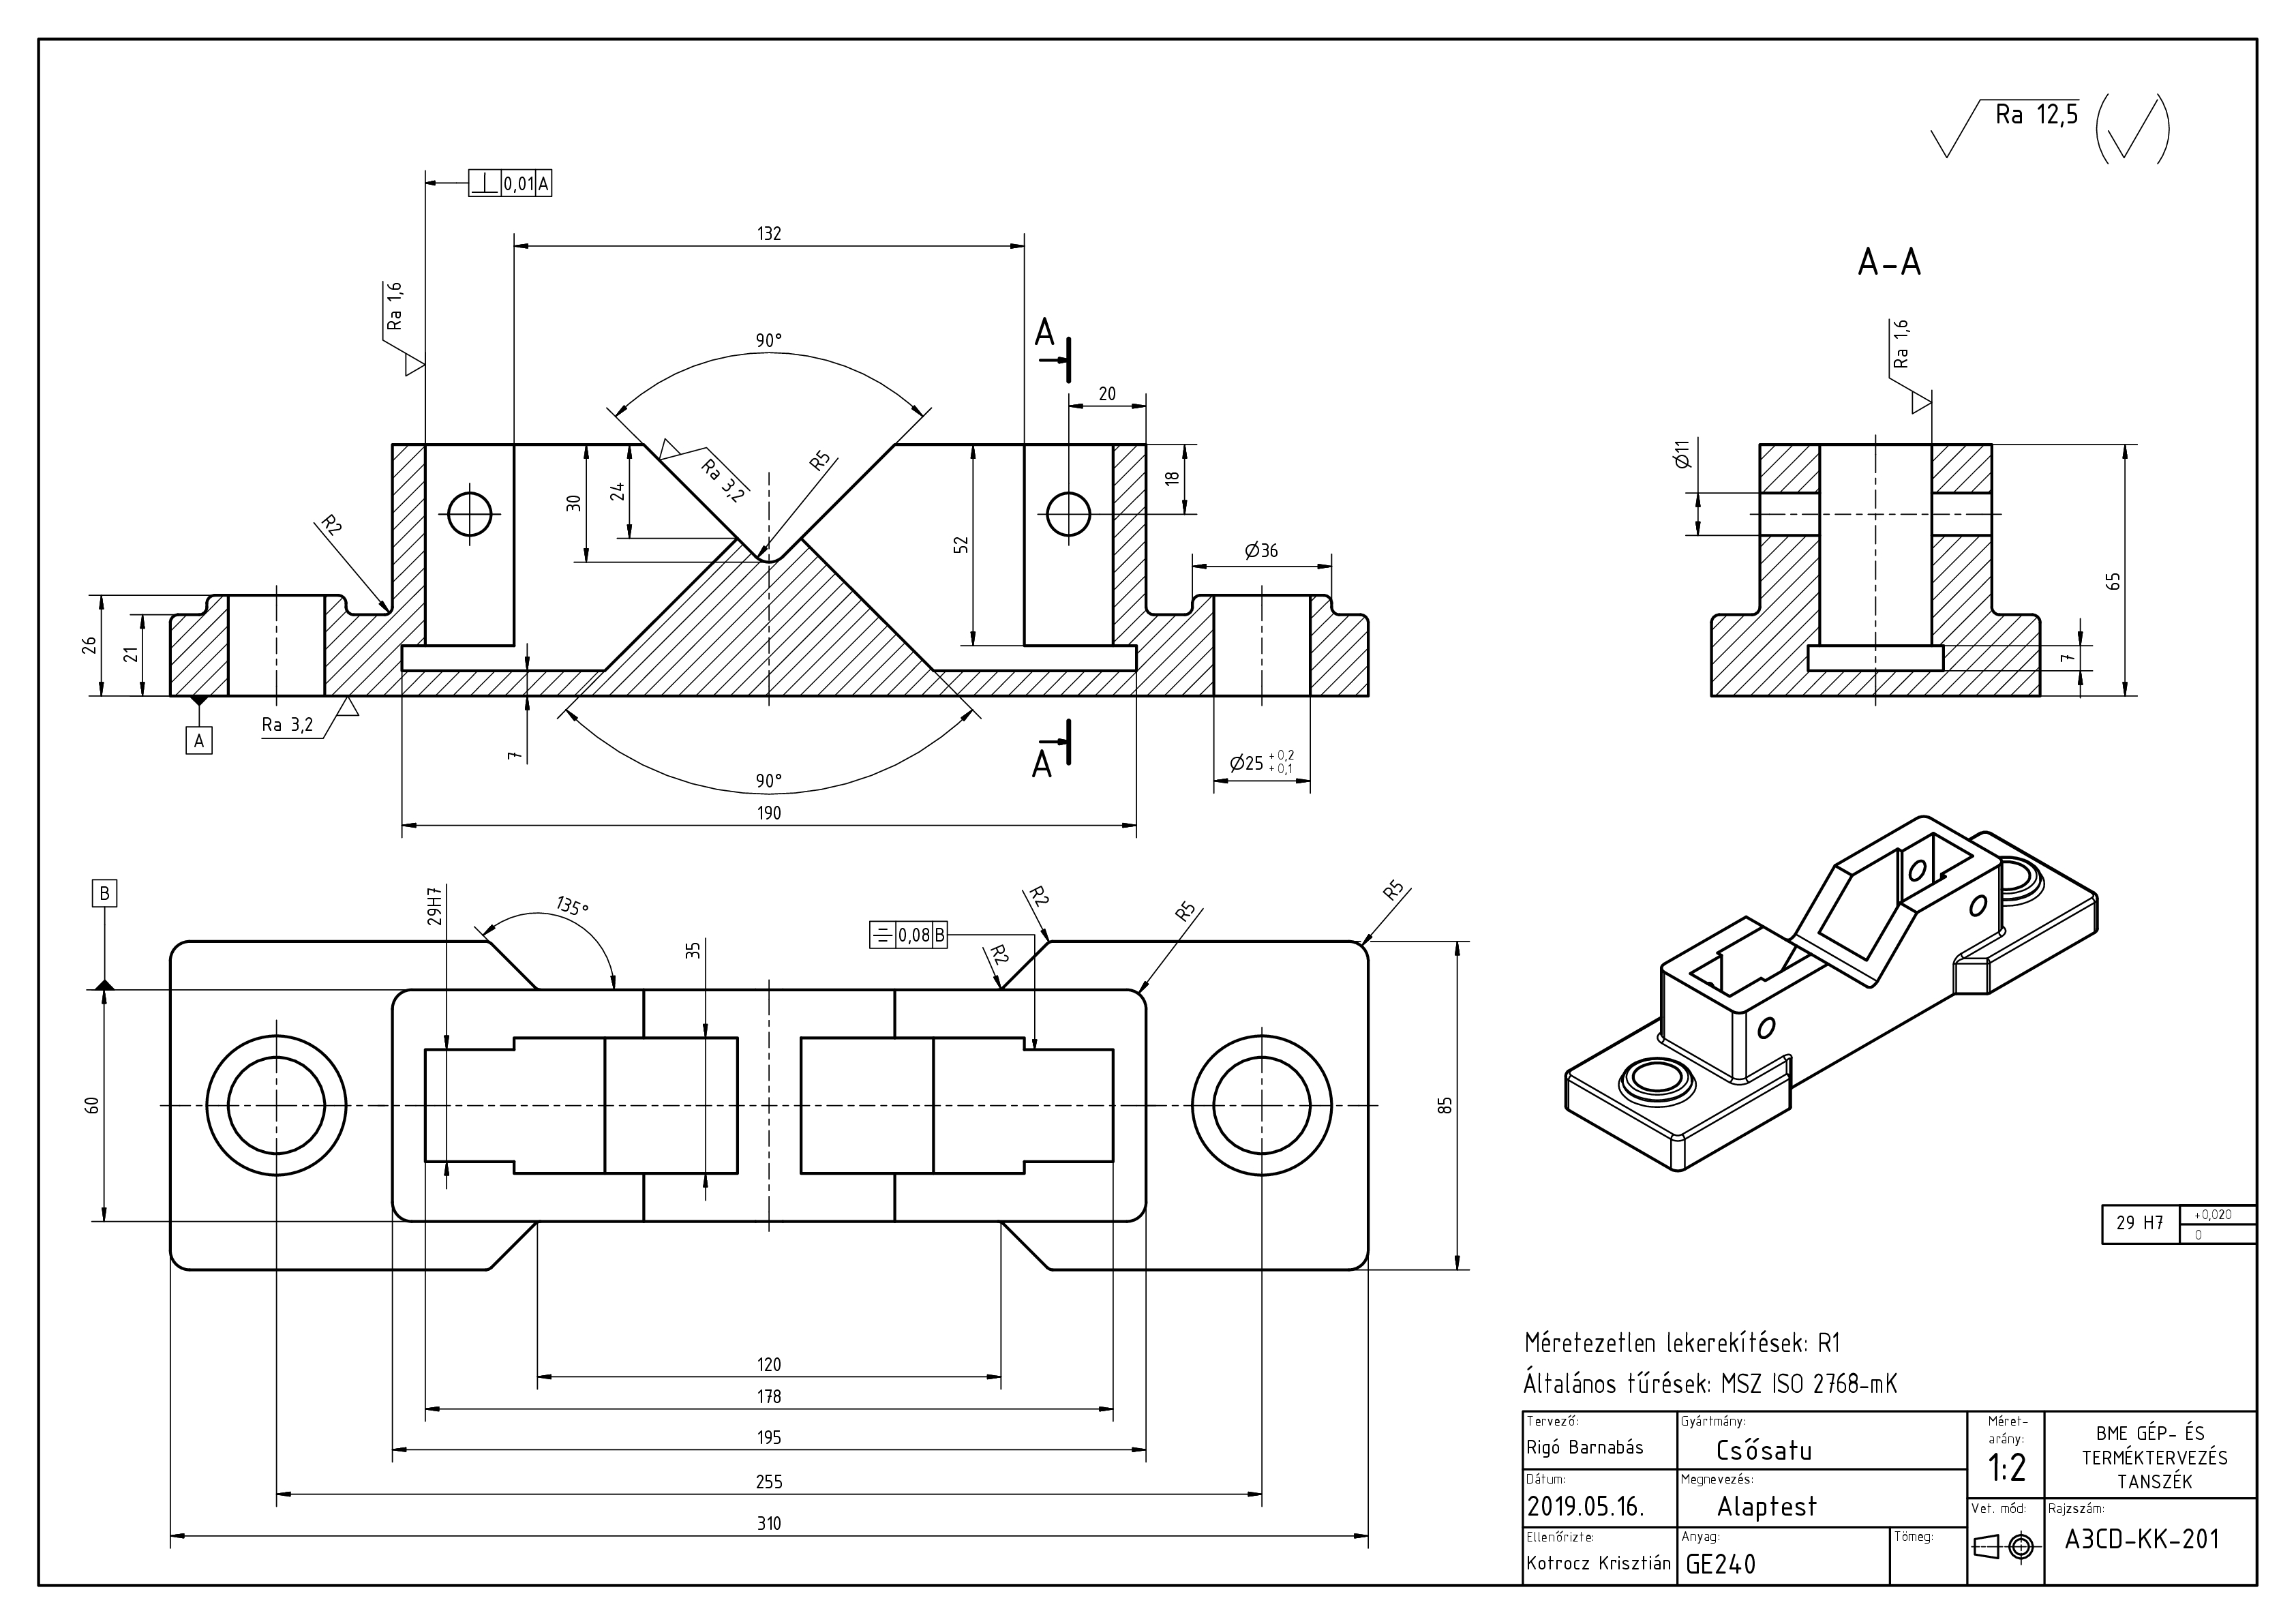 Ra 12,5
0,01 A
132
A-A
Ra 1,6
Ra 1,6
A
90°
20
Ø11
R5
Ra 3,2
30
24
18
R2
52
Ø36
65
26
21
7
Ra 3,2
A
7
A
Ø25 +0,2
+0,1
90°
190
B
29H7
135°
35
0,08 B
R2
R2
R5
R5
60
85
29 H7
+0,020
0
120
178
195
255
310
Méretezetlen lekerekítések: R1
Általános tűrések: MSZ ISO 2768-mK
Tervező:
Rigó Barnabás
Gyártmány:
Csősatu
Méret-
arány:
1:2
BME GÉP- ÉS
TERMÉKTERVEZÉS
TANSZÉK
Dátum:
2019.05.16.
Megnevezés:
Alaptest
Vet. mód:
Rajzszám:
A3CD-KK-201
Ellenőrizte:
Kotrocz Krisztián
Anyag:
GE240
Tömeg: